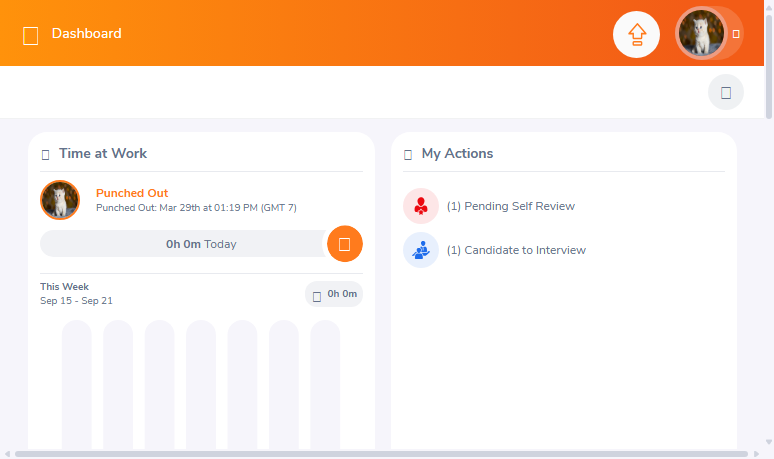 Dashboard
Time at Work
Punched Out
Punched Out: Mar 29th at 01:19 PM (GMT 7)
0h 0m Today
This Week
Sep 15 - Sep 21
0h 0m
My Actions
(1) Pending Self Review
(1) Candidate to Interview